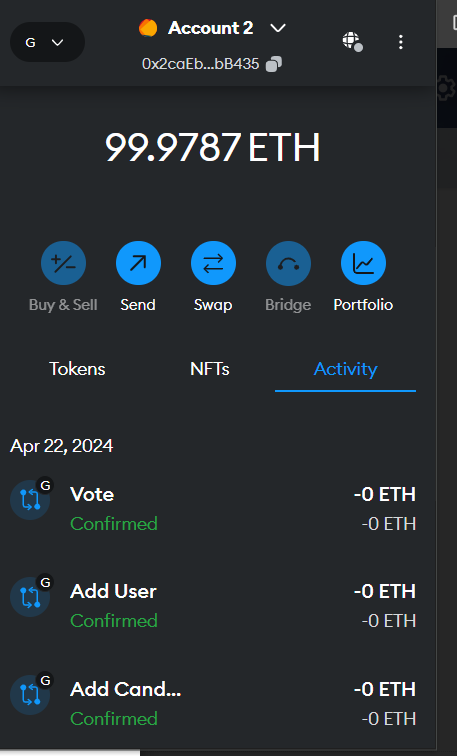 G
Account 2
0x2caEb...bB435
99.9787 ETH
Buy & Sell Send Swap Bridge Portfolio
Tokens NFTs Activity
Apr 22, 2024
G
Vote -0 ETH
Confirmed -0 ETH
G
Add User -0 ETH
Confirmed -0 ETH
G
Add Cand... -0 ETH
Confirmed -0 ETH